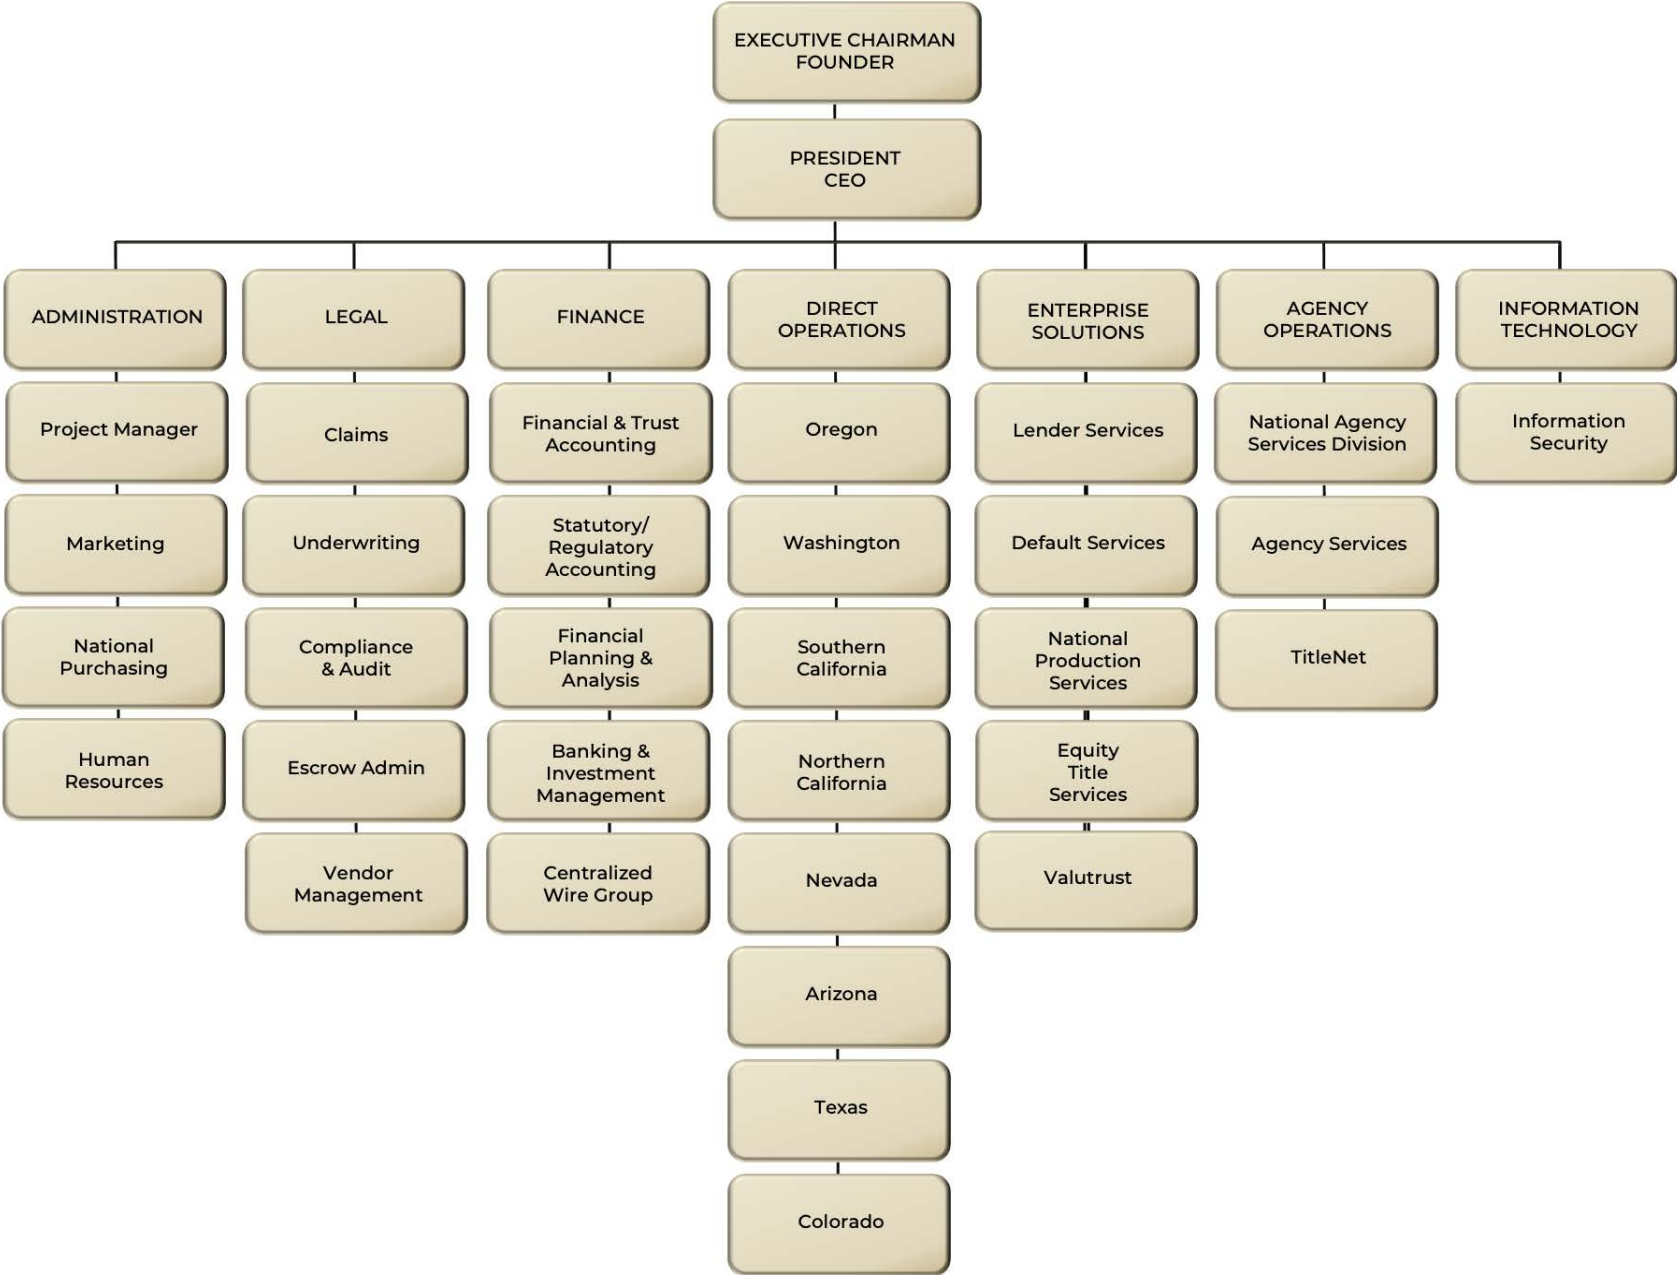 EXECUTIVE CHAIRMAN
FOUNDER
PRESIDENT
CEO
ADMINISTRATION
Project Manager
Marketing
National
Purchasing
Human
Resources
LEGAL
Claims
Underwriting
Compliance
& Audit
Escrow Admin
Vendor
Management
FINANCE
Financial & Trust
Accounting
Statutory/
Regulatory
Accounting
Financial
Planning &
Analysis
Banking &
Investment
Management
Centralized
Wire Group
DIRECT
OPERATIONS
Oregon
Washington
Southern
California
Northern
California
Nevada
Arizona
Texas
Colorado
ENTERPRISE
SOLUTIONS
Lender Services
Default Services
National
Production
Services
Equity
Title
Services
Valutrust
AGENCY
OPERATIONS
National Agency
Services Division
Agency Services
TitleNet
INFORMATION
TECHNOLOGY
Information
Security